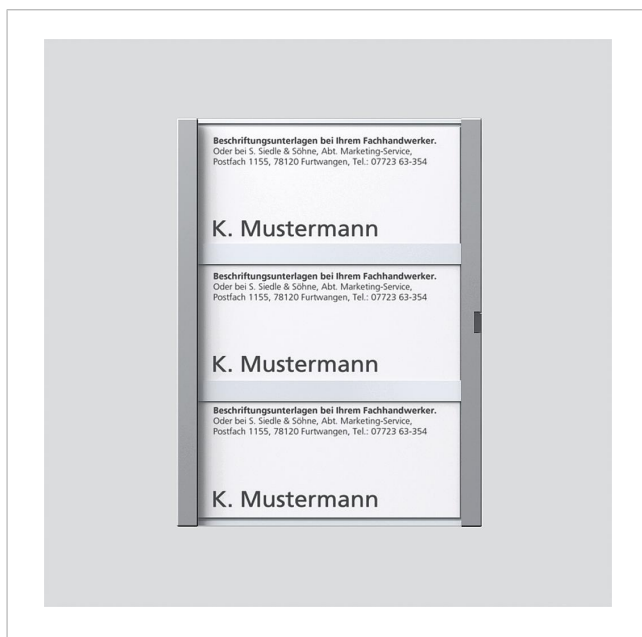 Beschriftungsunterlagen bei Ihrem Fachhandwerker.
Oder bei S. Siedle & Söhne, Abt. Marketing-Service,
Postfach 1155, 78120 Furtwangen, Tel.: 07723 63-354
K. Mustermann
Beschriftungsunterlagen bei Ihrem Fachhandwerker.
Oder bei S. Siedle & Söhne, Abt. Marketing-Service,
Postfach 1155, 78120 Furtwangen, Tel.: 07723 63-354
K. Mustermann
Beschriftungsunterlagen bei Ihrem Fachhandwerker.
Oder bei S. Siedle & Söhne, Abt. Marketing-Service,
Postfach 1155, 78120 Furtwangen, Tel.: 07723 63-354
K. Mustermann